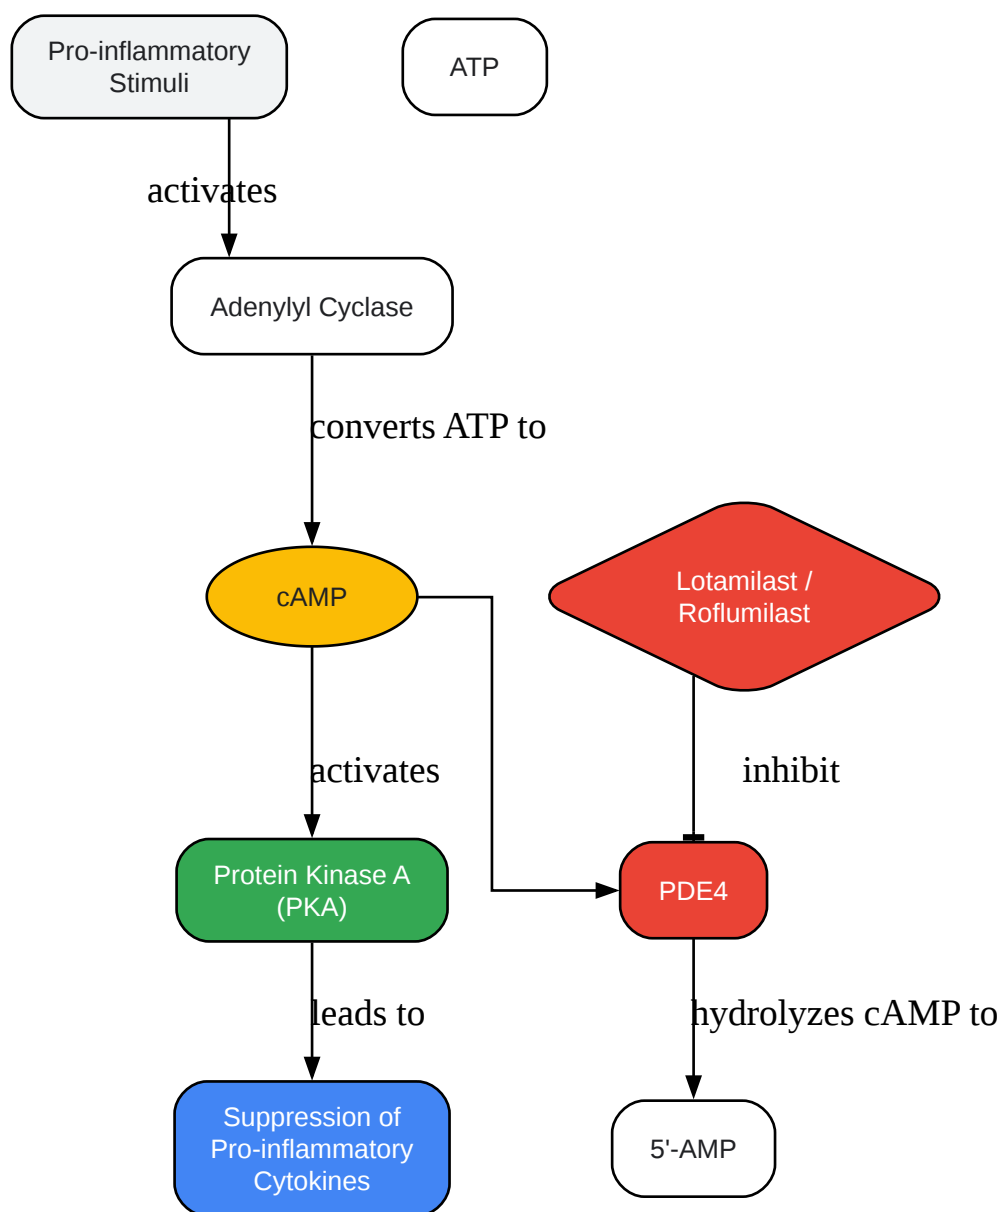 Pro-inflammatory
Stimuli
ATP
activates
Adenylyl Cyclase
converts ATP to
cAMP
Lotamilast /
Roflumilast
activates
inhibit
Protein Kinase A
(PKA)
PDE4
leads to
hydrolyzes cAMP to
Suppression of
Pro-inflammatory
Cytokines
5'-AMP